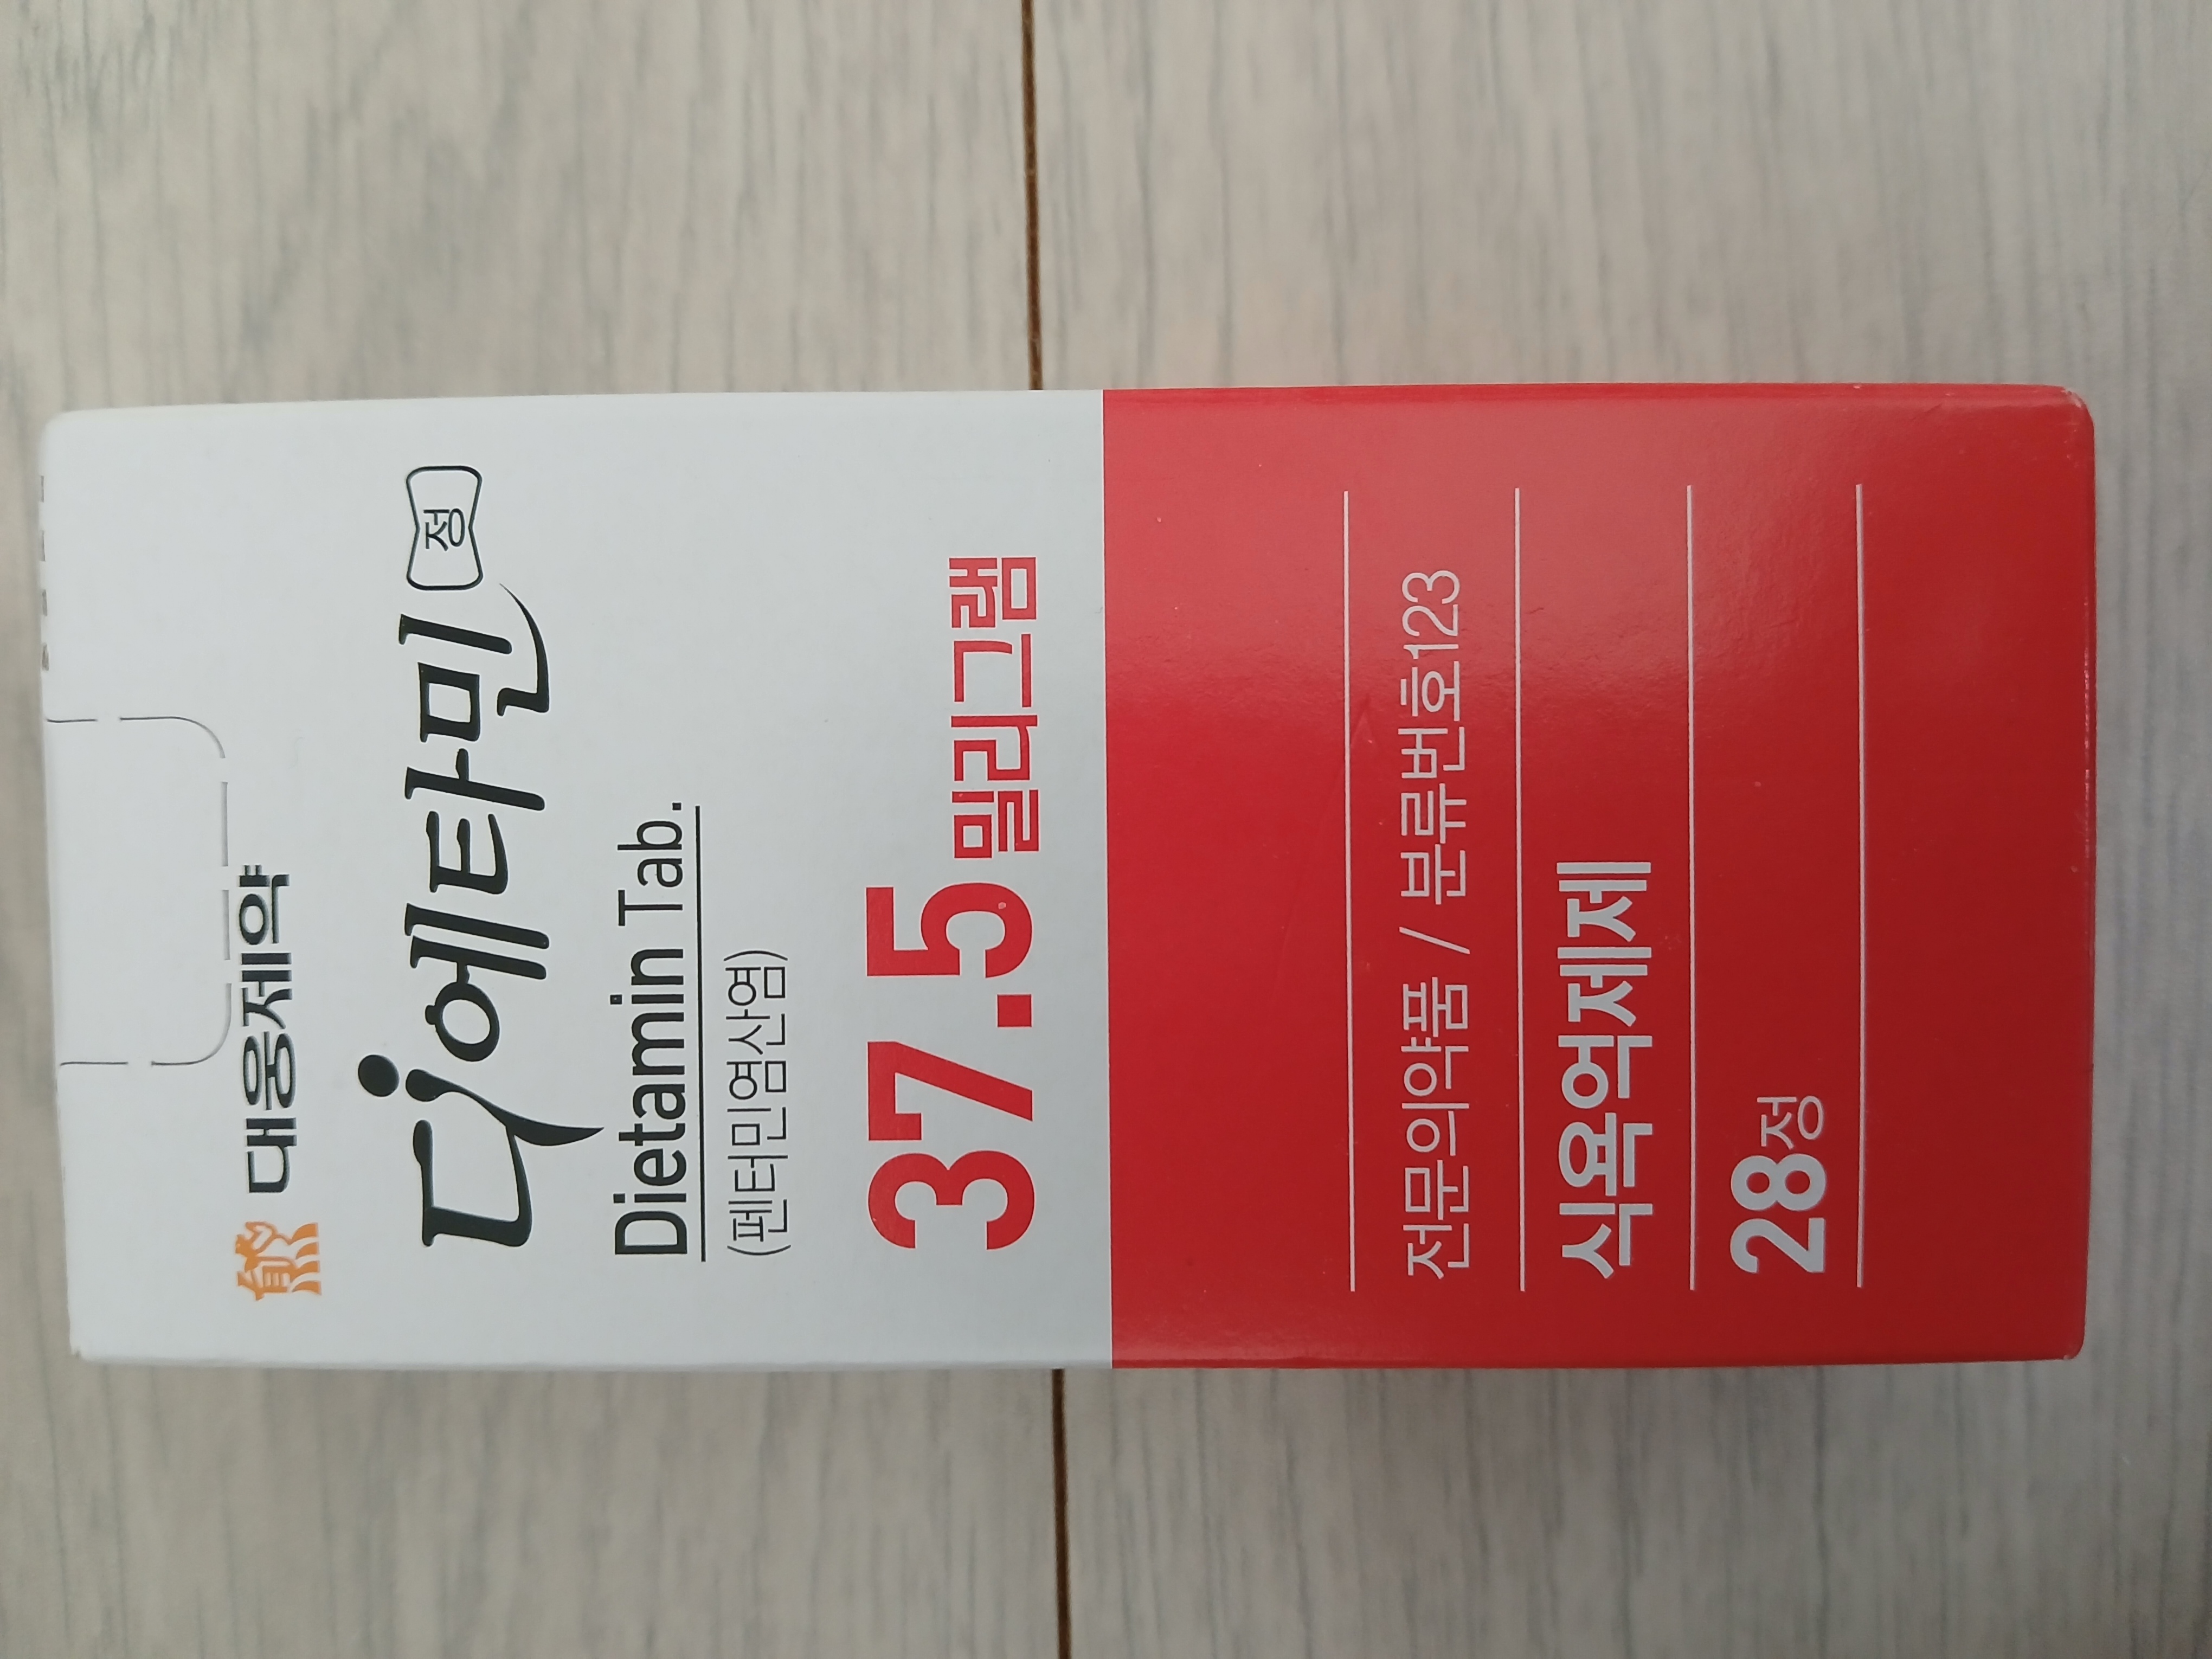 대웅제약
디에타민 정
Dietamin Tab.
(펜터민염산염)
37.5밀리그램
전문의약품 / 분류번호123
식욕억제제
28정